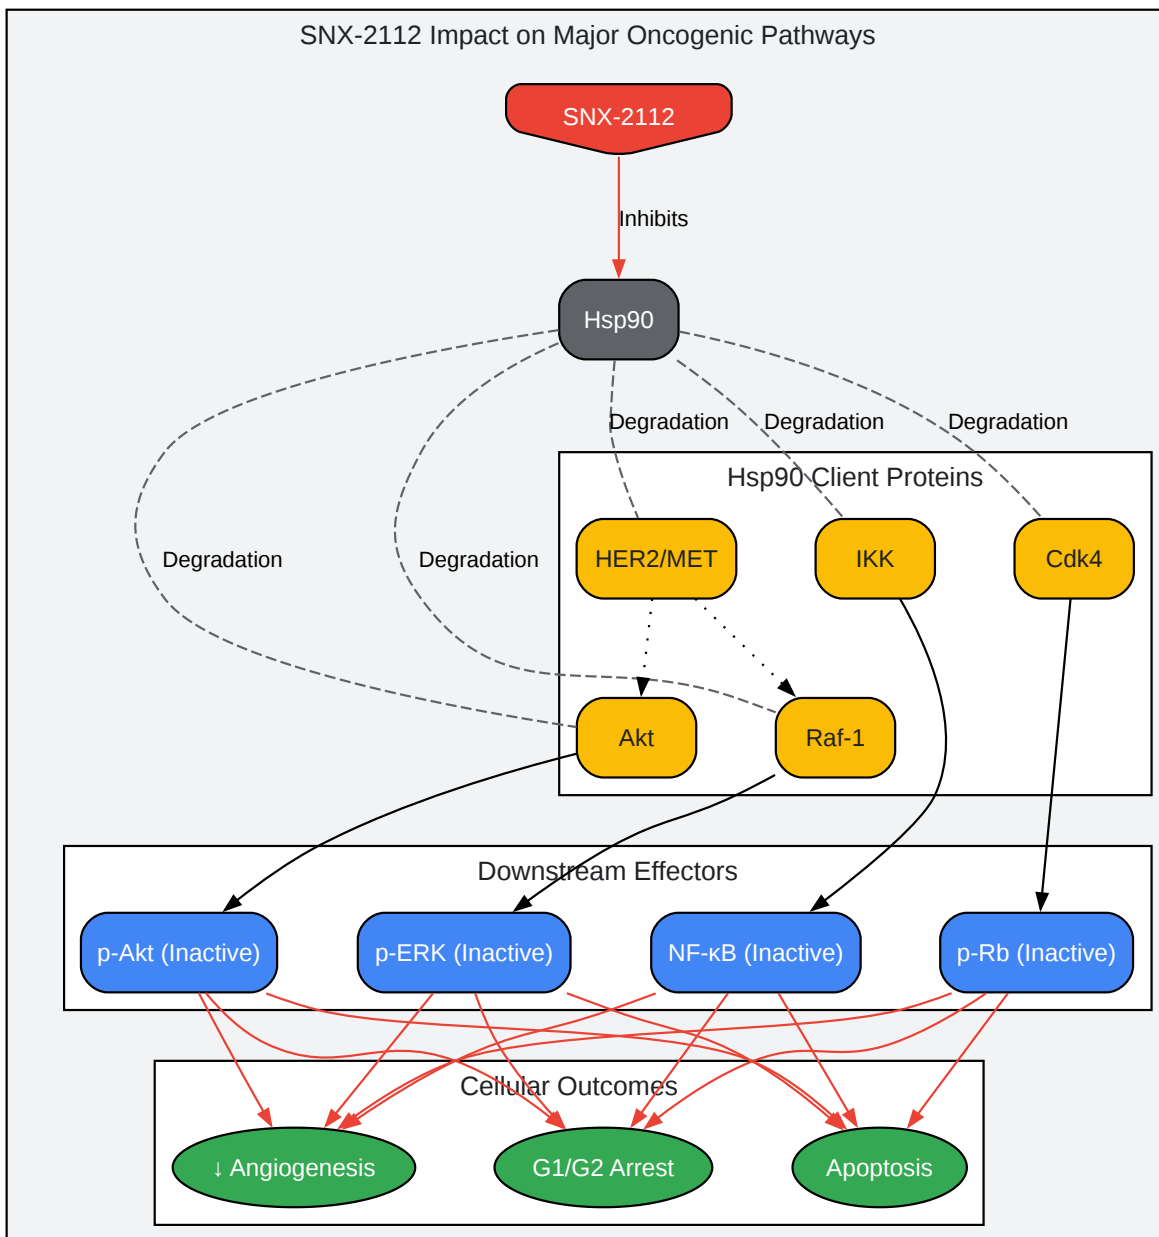 SNX-2112 Impact on Major Oncogenic Pathways
SNX-2112
Inhibits
Hsp90
Degradation
Degradation
Degradation
Hsp90 Client Proteins
HER2/MET
IKK
Cdk4
Degradation
Degradation
Akt
Raf-1
Downstream Effectors
p-Akt (Inactive)
p-ERK (Inactive)
NF-κB (Inactive)
p-Rb (Inactive)
Cellular Outcomes
↓ Angiogenesis
G1/G2 Arrest
Apoptosis